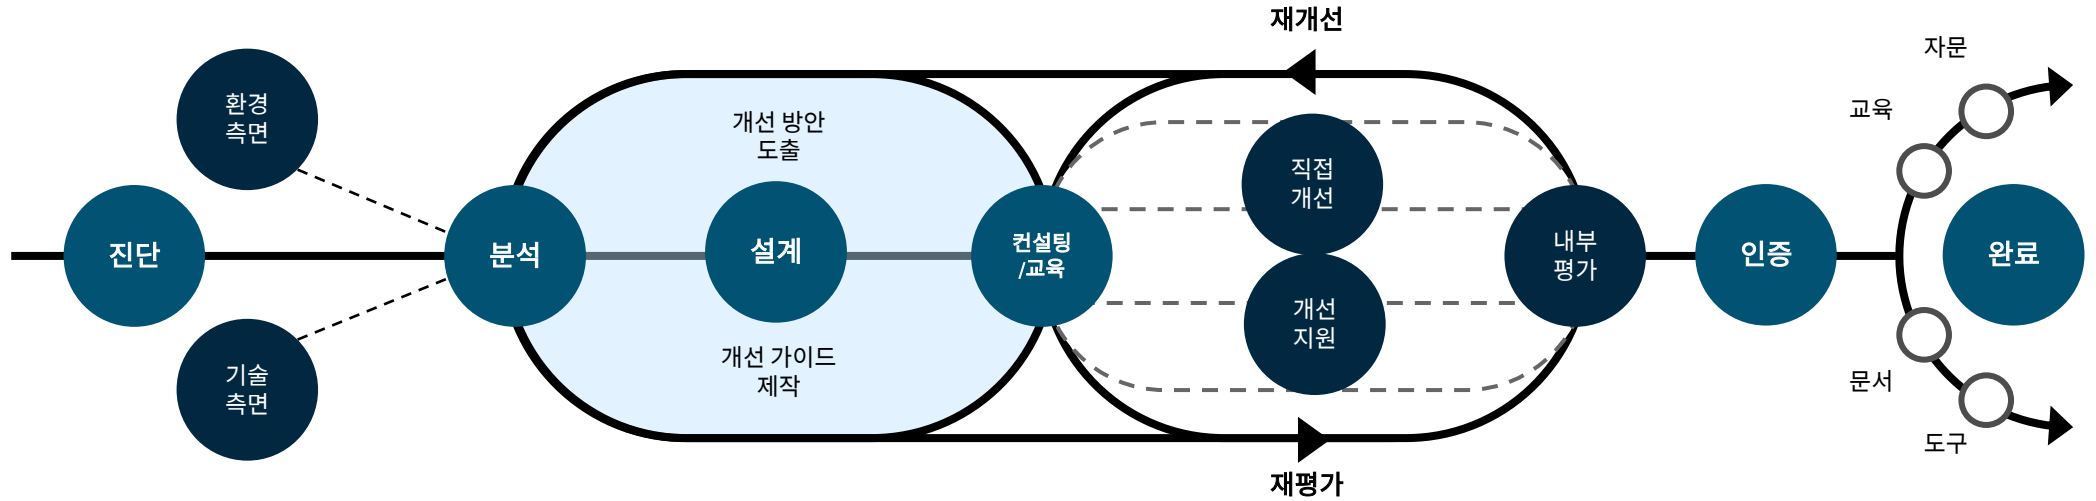 진단
환경
측면
기술
측면
분석
개선 방안
도출
설계
개선 가이드
제작
컨설팅
/교육
재개선
직접
개선
개선
지원
재평가
내부
평가
인증
자문
교육
완료
문서
도구